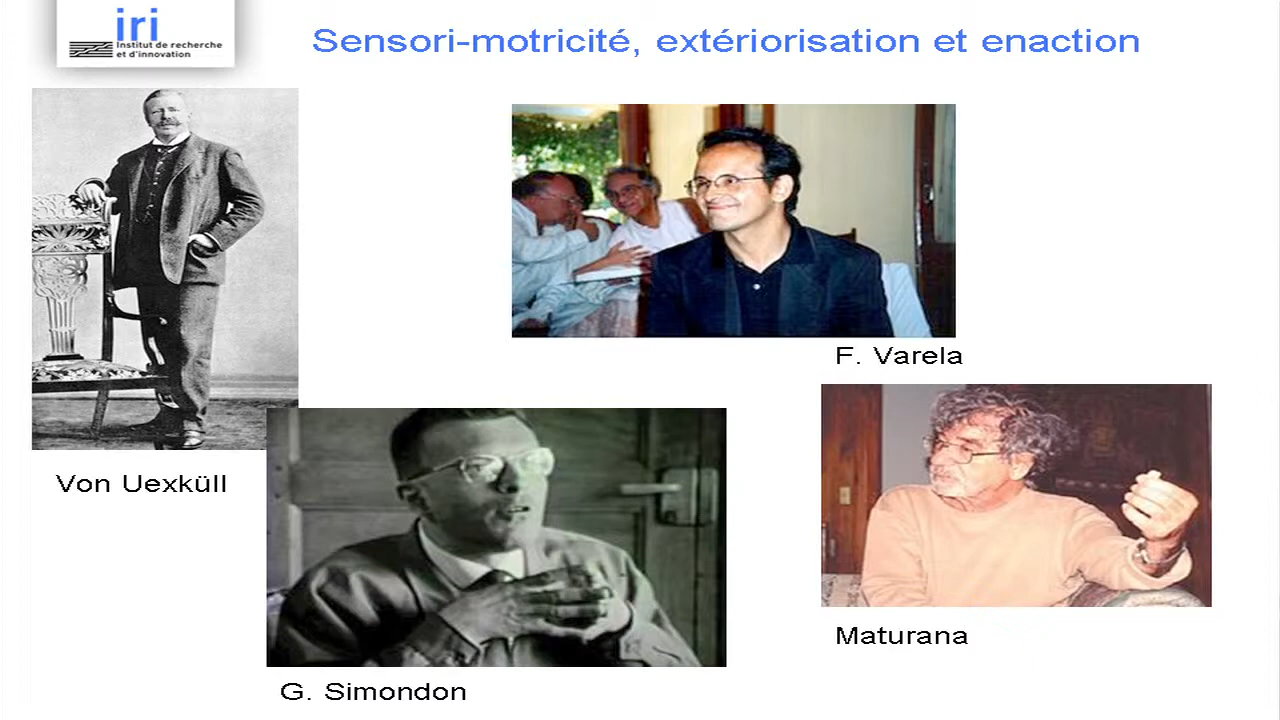 iri
Institut de recherche
et d'innovation
Sensori-motricité, extériorisation et enaction
F. Varela
Von Uexküll
Maturana
G. Simondon